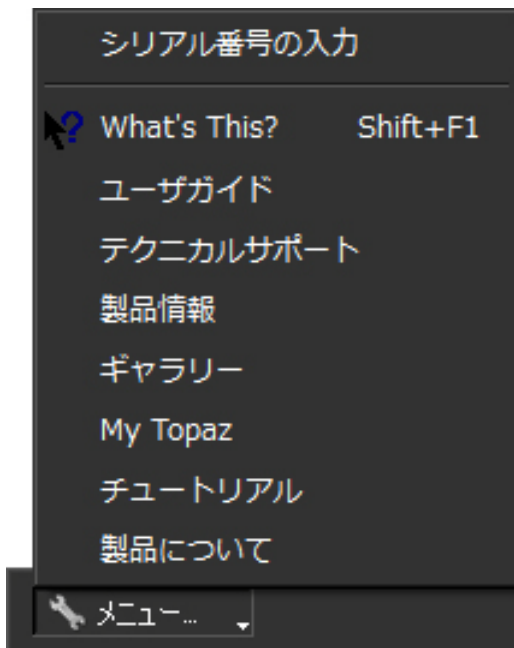 シリアル番号の入力
What's This? Shift+F1
ユーザガイド
テクニカルサポート
製品情報
ギャラリー
My Topaz
チュートリアル
製品について
メニュー...